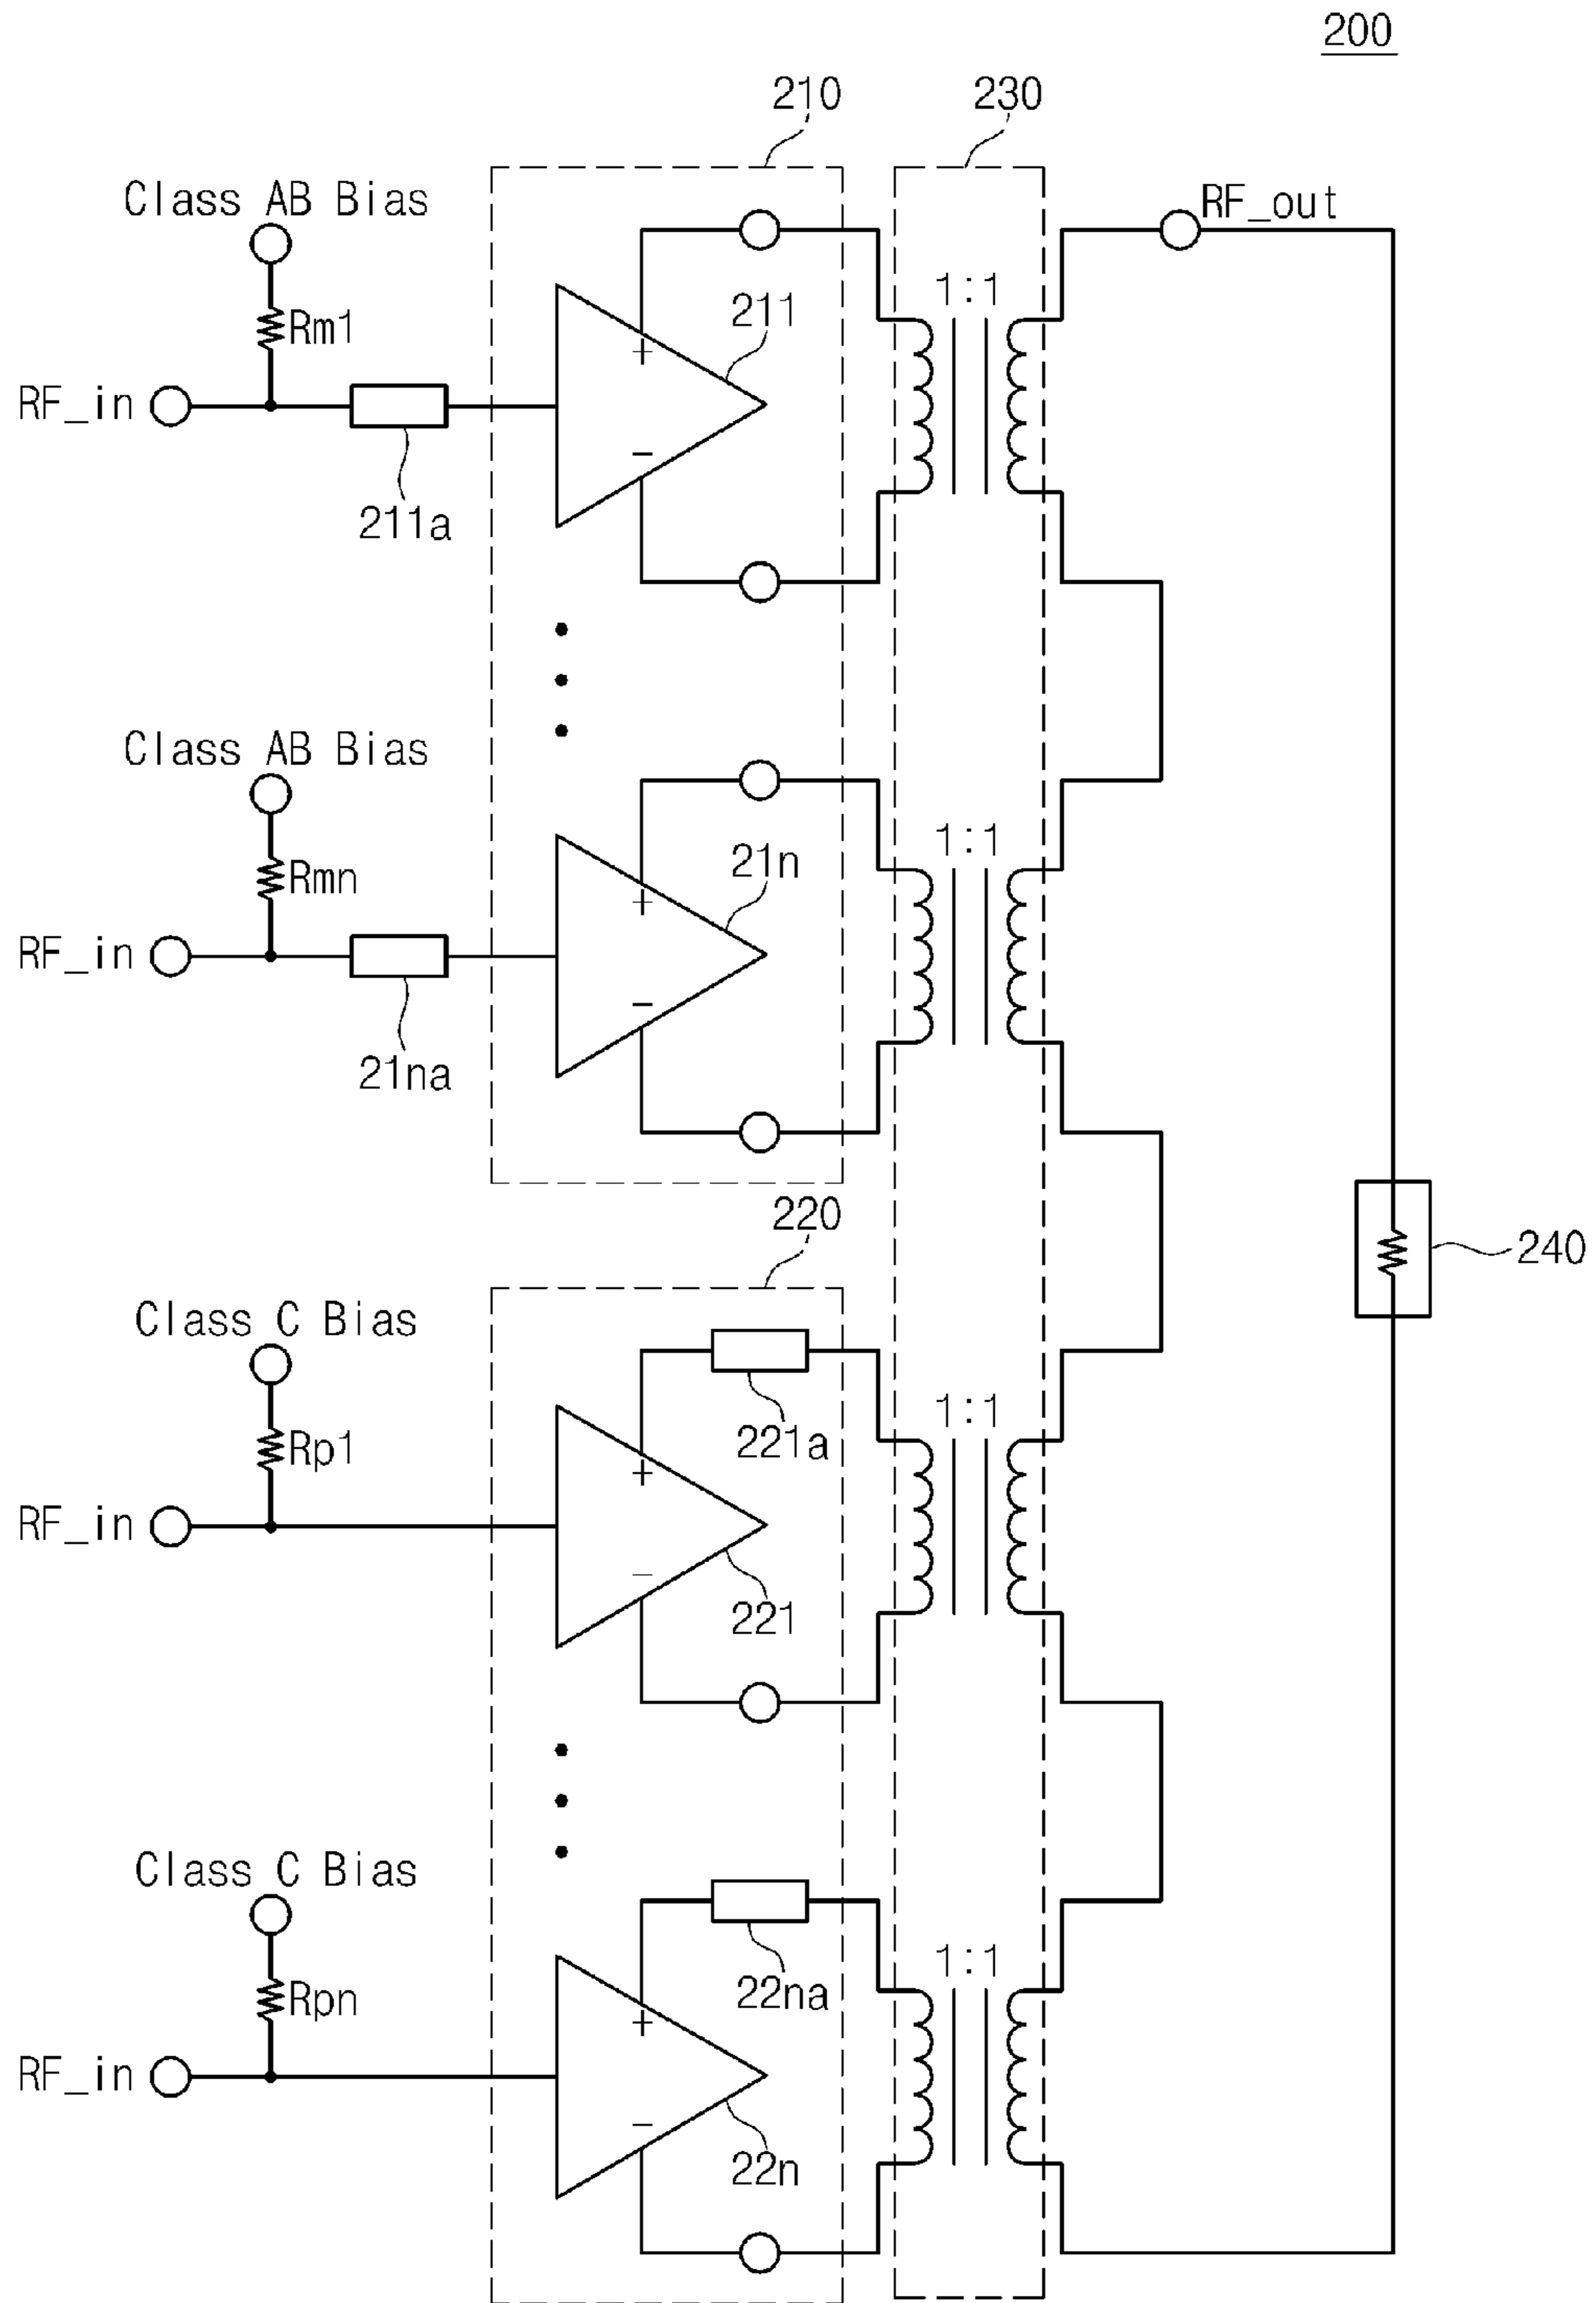 200
210
230
Class AB Bias
RF_out
1:1
211
+
Rm1
RF_in
−
211a
Class AB Bias
1:1
21n
+
Rmn
RF_in
−
21na
220
240
Class C Bias
1:1
221a
+
Rp1
RF_in
−
221
Class C Bias
1:1
22na
+
Rpn
RF_in
−
22n